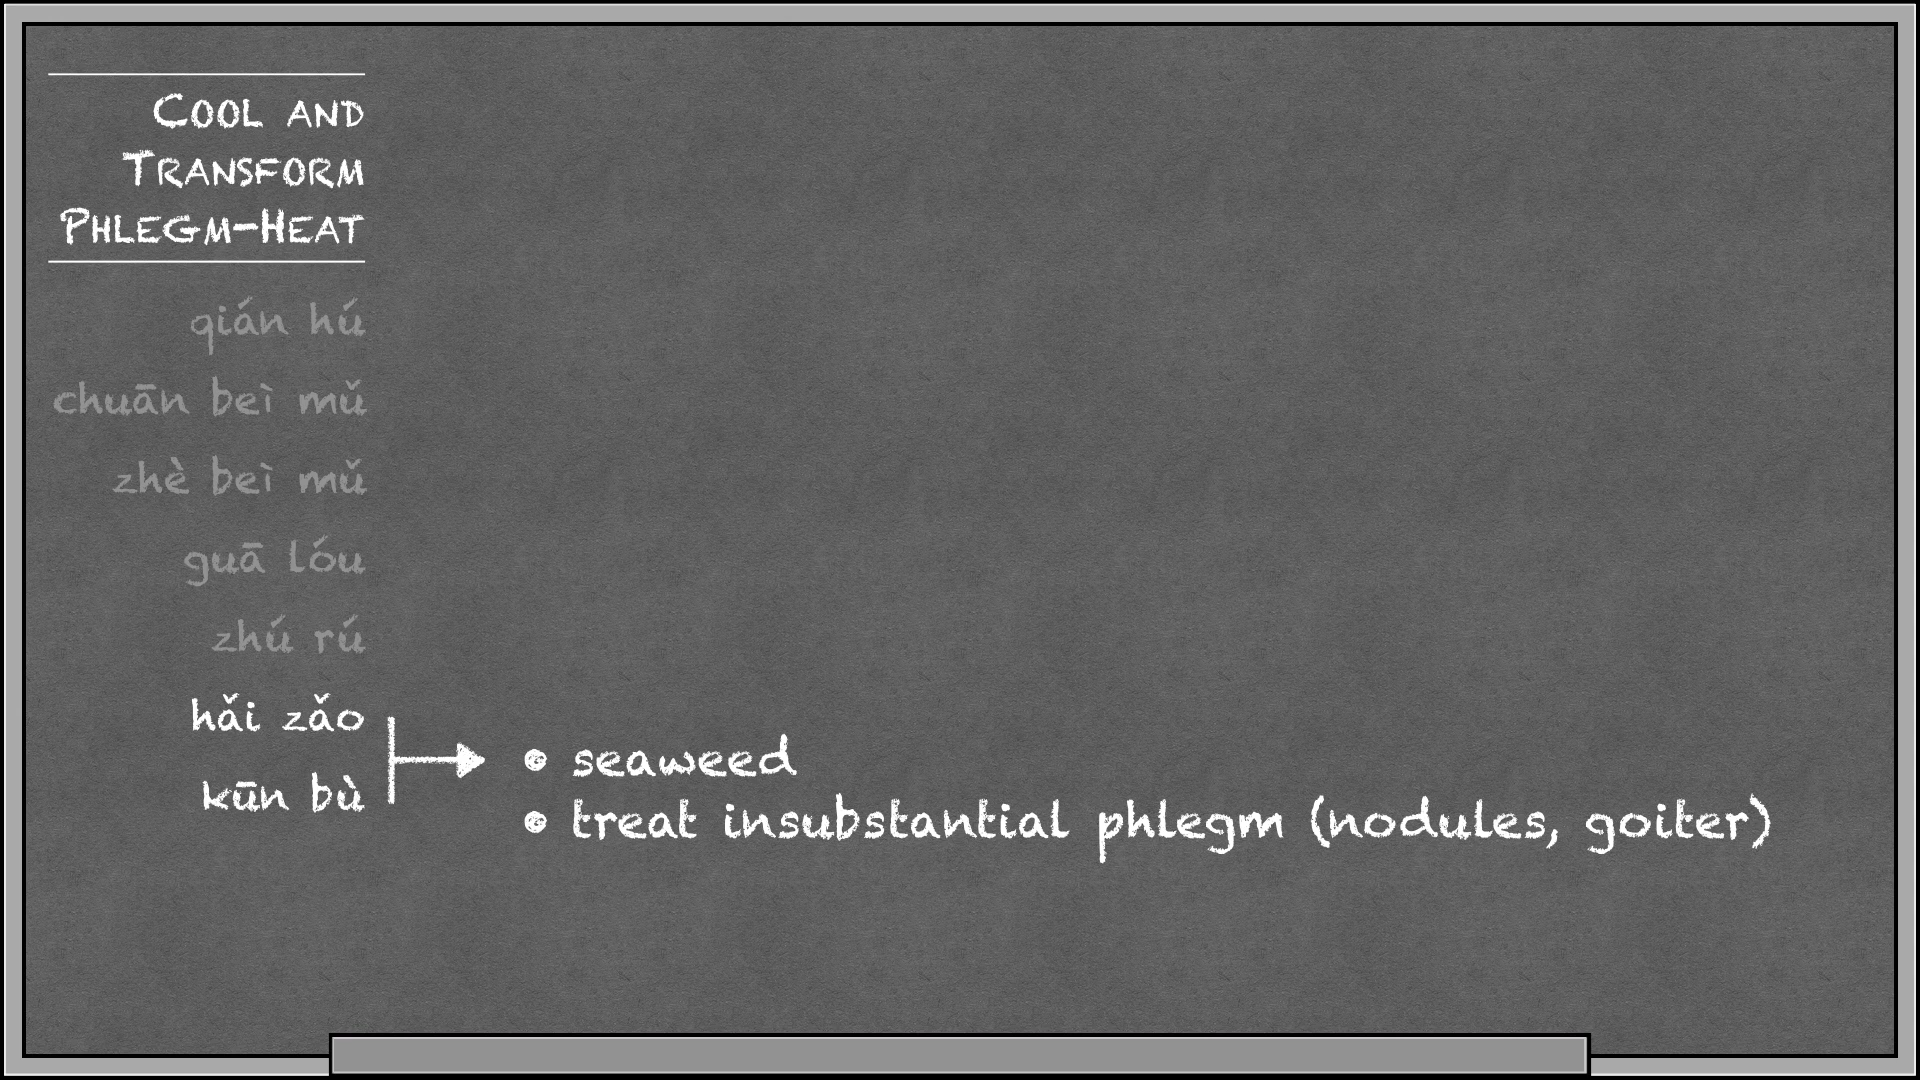 Cool and
Transform
Phlegm-Heat
qián hú
chuān beì mǔ
zhè beì mǔ
guā lóu
zhú rú
hǎi zǎo
kūn bù
• seaweed
• treat insubstantial phlegm (nodules, goiter)